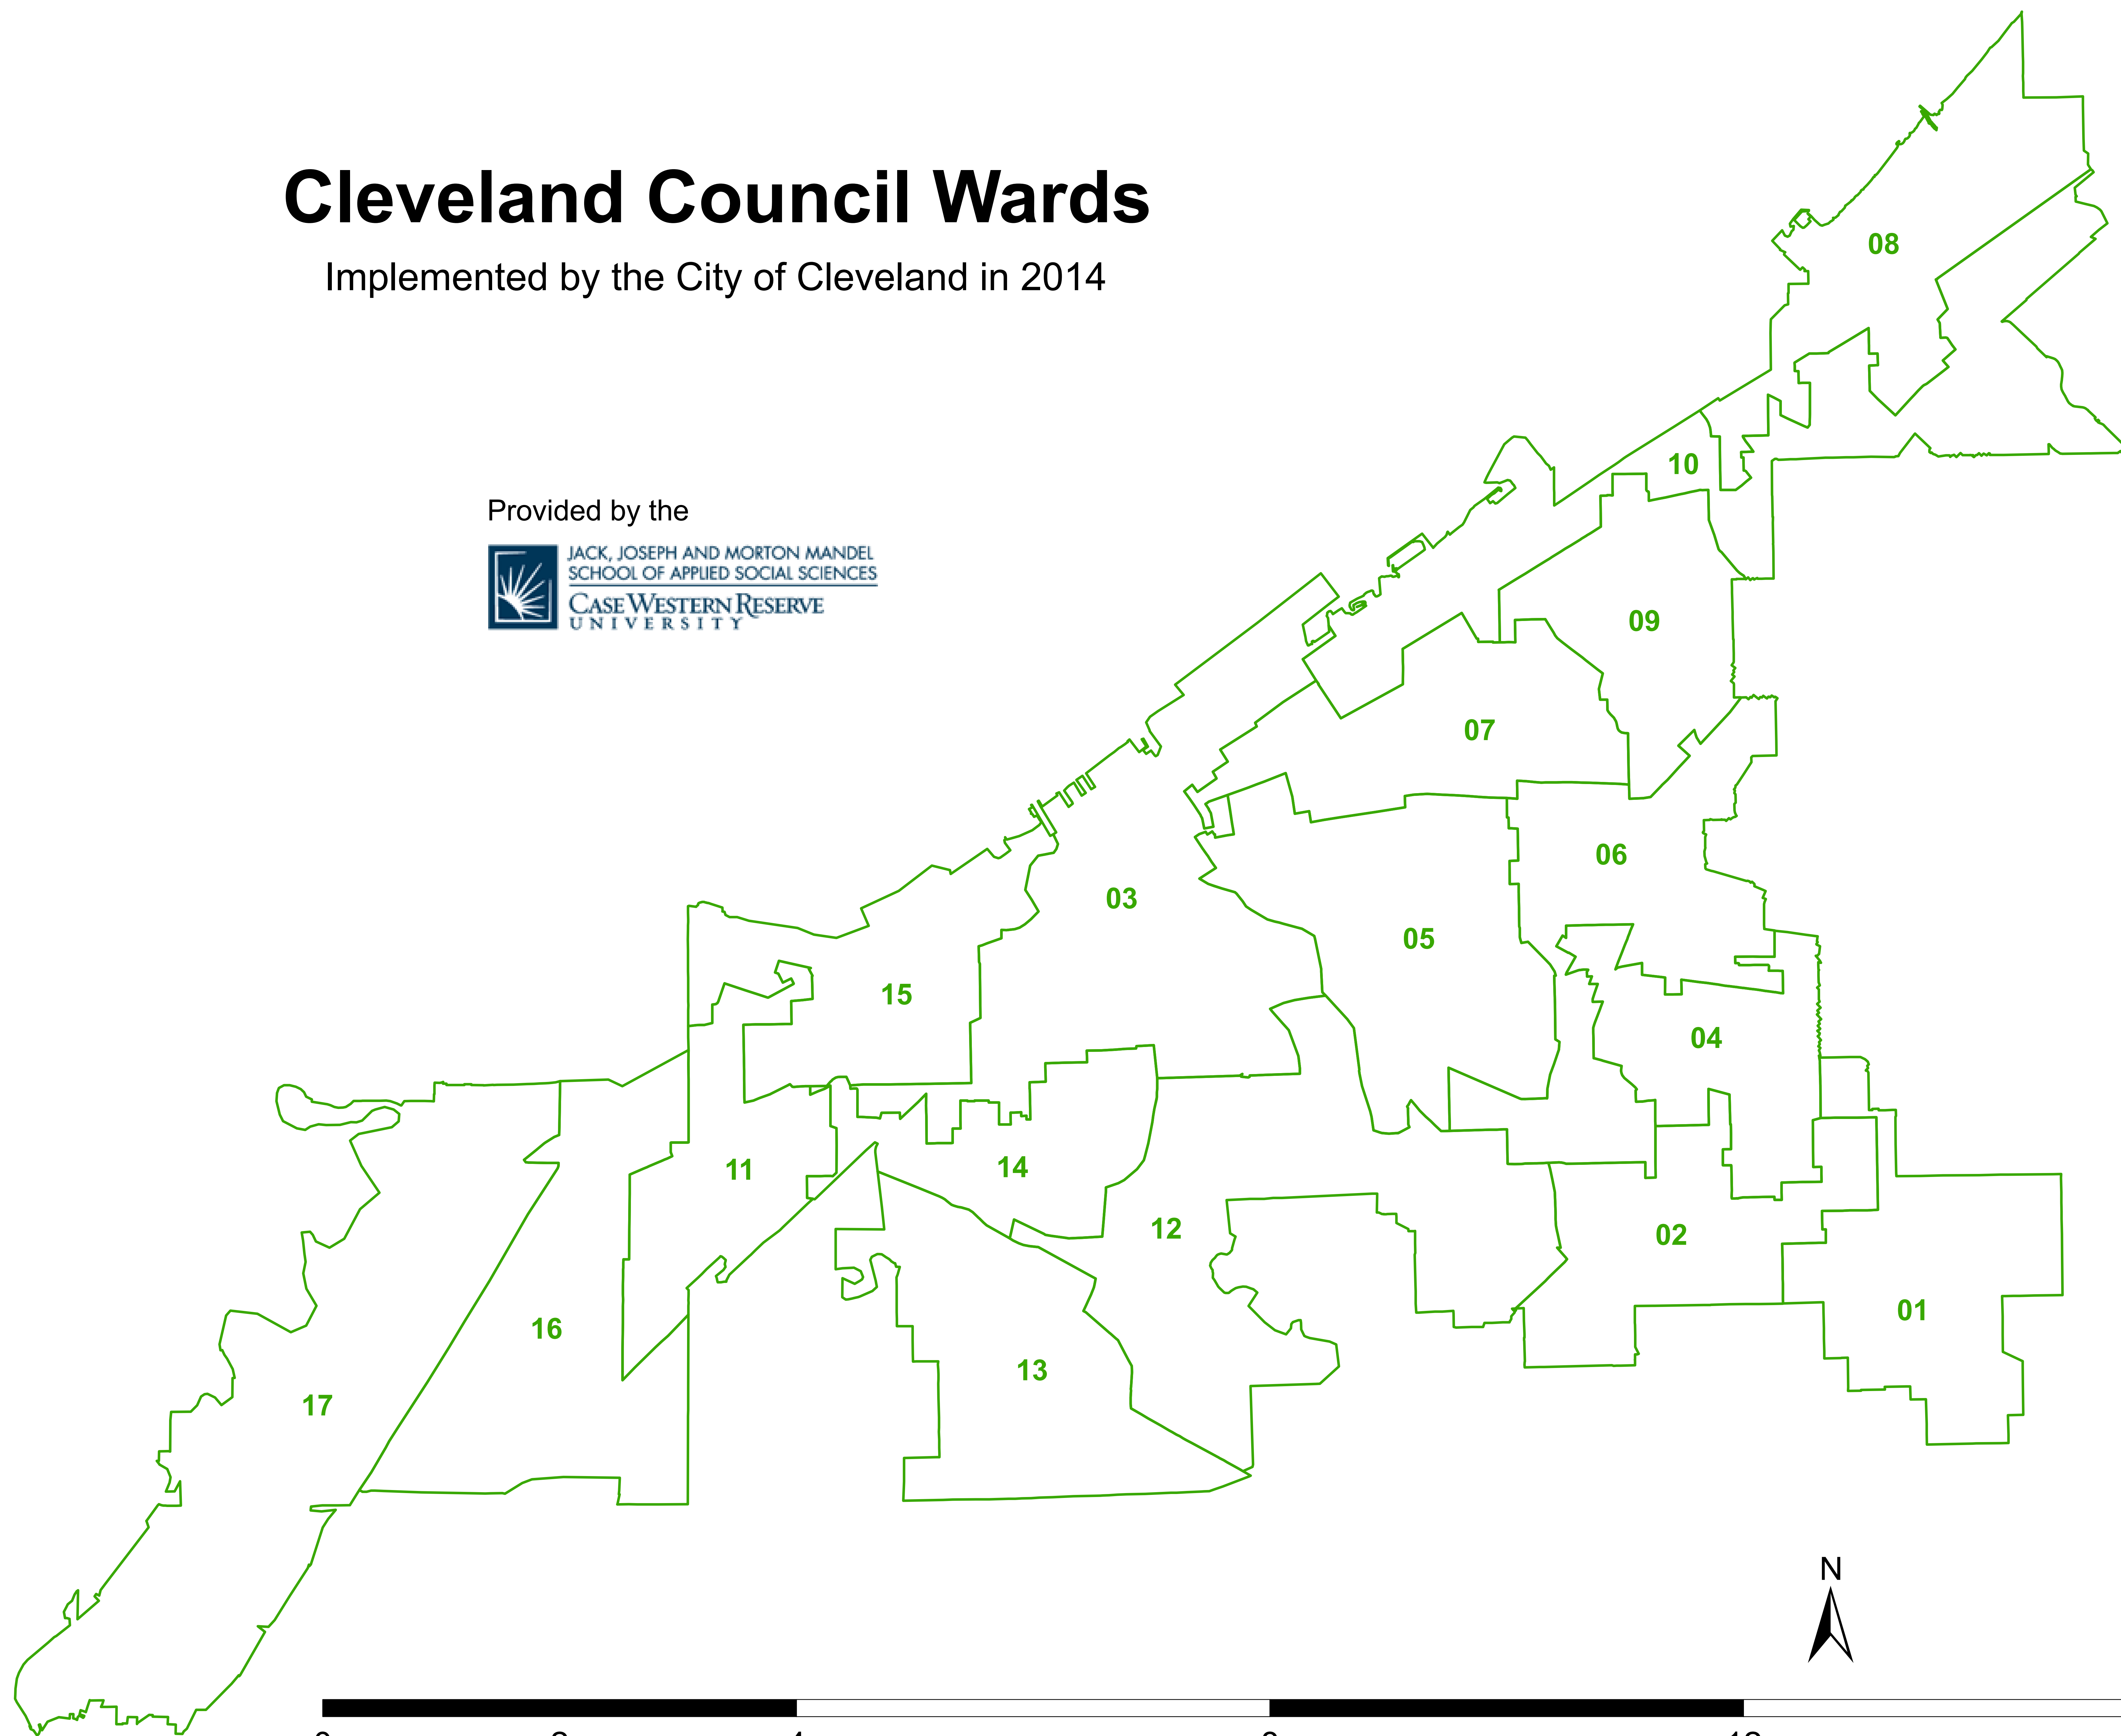 Cleveland Council Wards
Implemented by the City of Cleveland in 2014
Provided by the
JACK, JOSEPH AND MORTON MANDEL
SCHOOL OF APPLIED SOCIAL SCIENCES
CASE WESTERN RESERVE
UNIVERSITY
08
10
09
07
06
03
05
15
04
14
11
12
02
01
16
13
17
N